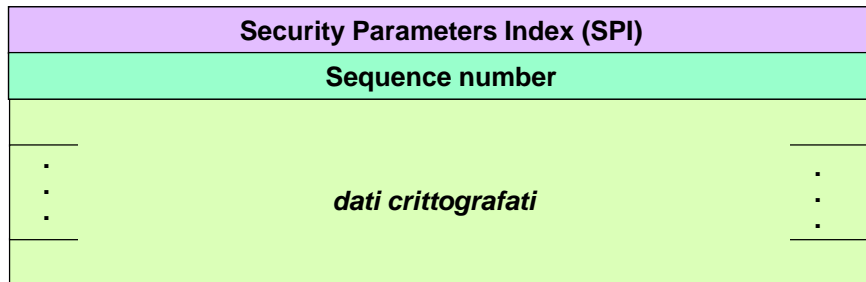 Security Parameters Index (SPI)
Sequence number
dati crittografati